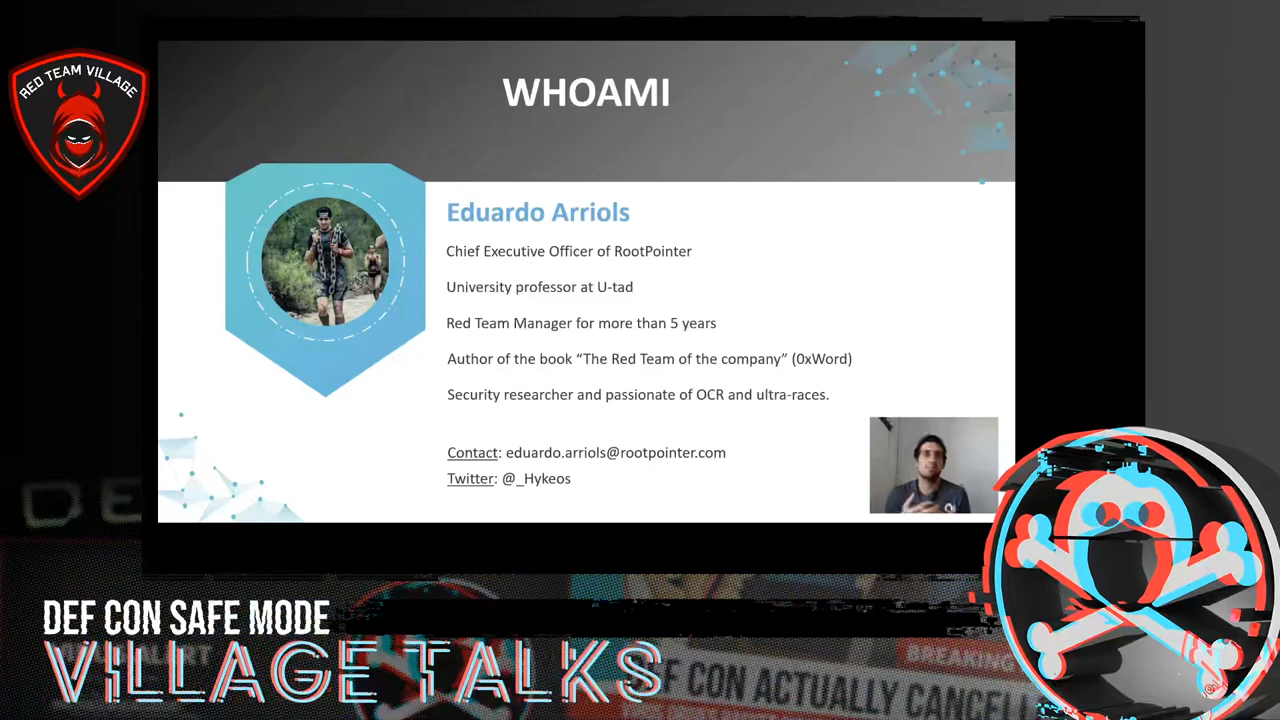 RED TEAM VILLAGE
WHOAMI
Eduardo Arriols
Chief Executive Officer of RootPointer
University professor at U-tad
Red Team Manager for more than 5 years
Author of the book “The Red Team of the company” (0xWord)
Security researcher and passionate of OCR and ultra-races.
Contact: eduardo.arriols@rootpointer.com
Twitter: @_Hykeos
DEF CON SAFE MODE
VILLAGE TALKS
BREAKING
DEF CON ACTUALLY CANCEL